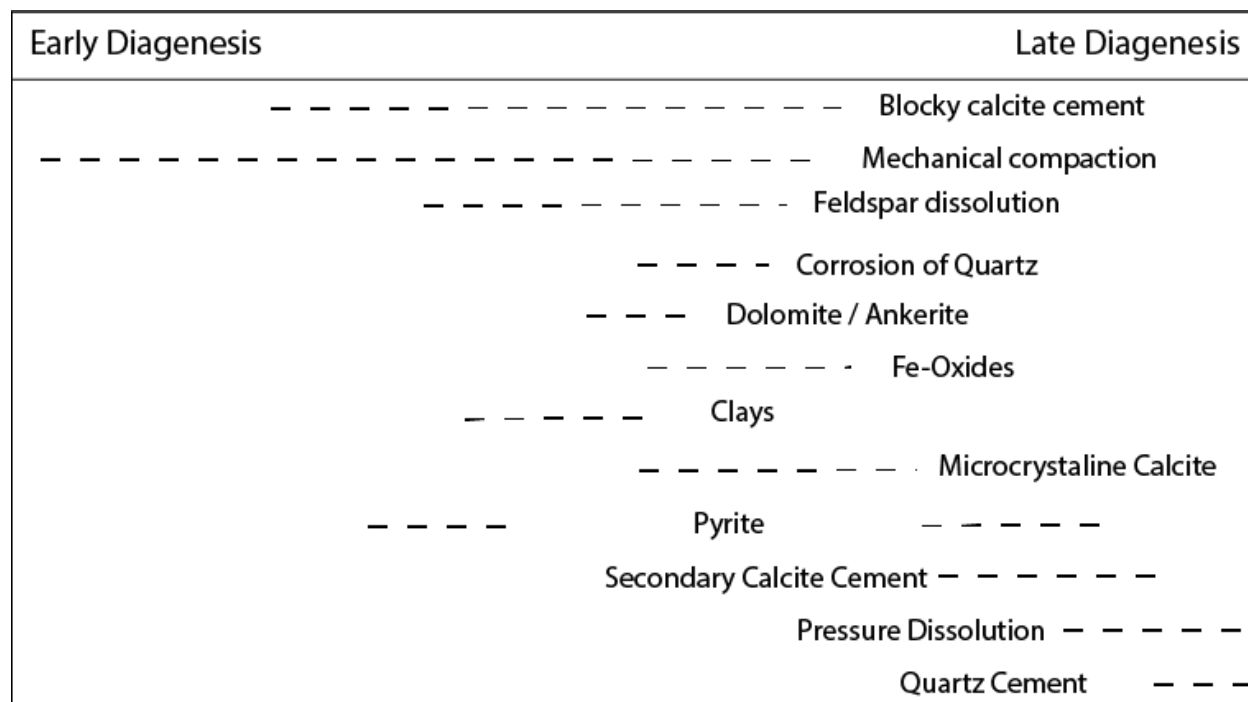 Early Diagenesis Late Diagenesis
Blocky calcite cement
Mechanical compaction
Feldspar dissolution
Corrosion of Quartz
Dolomite / Ankerite
Fe-Oxides
Clays
Microcrystaline Calcite
Pyrite
Secondary Calcite Cement
Pressure Dissolution
Quartz Cement